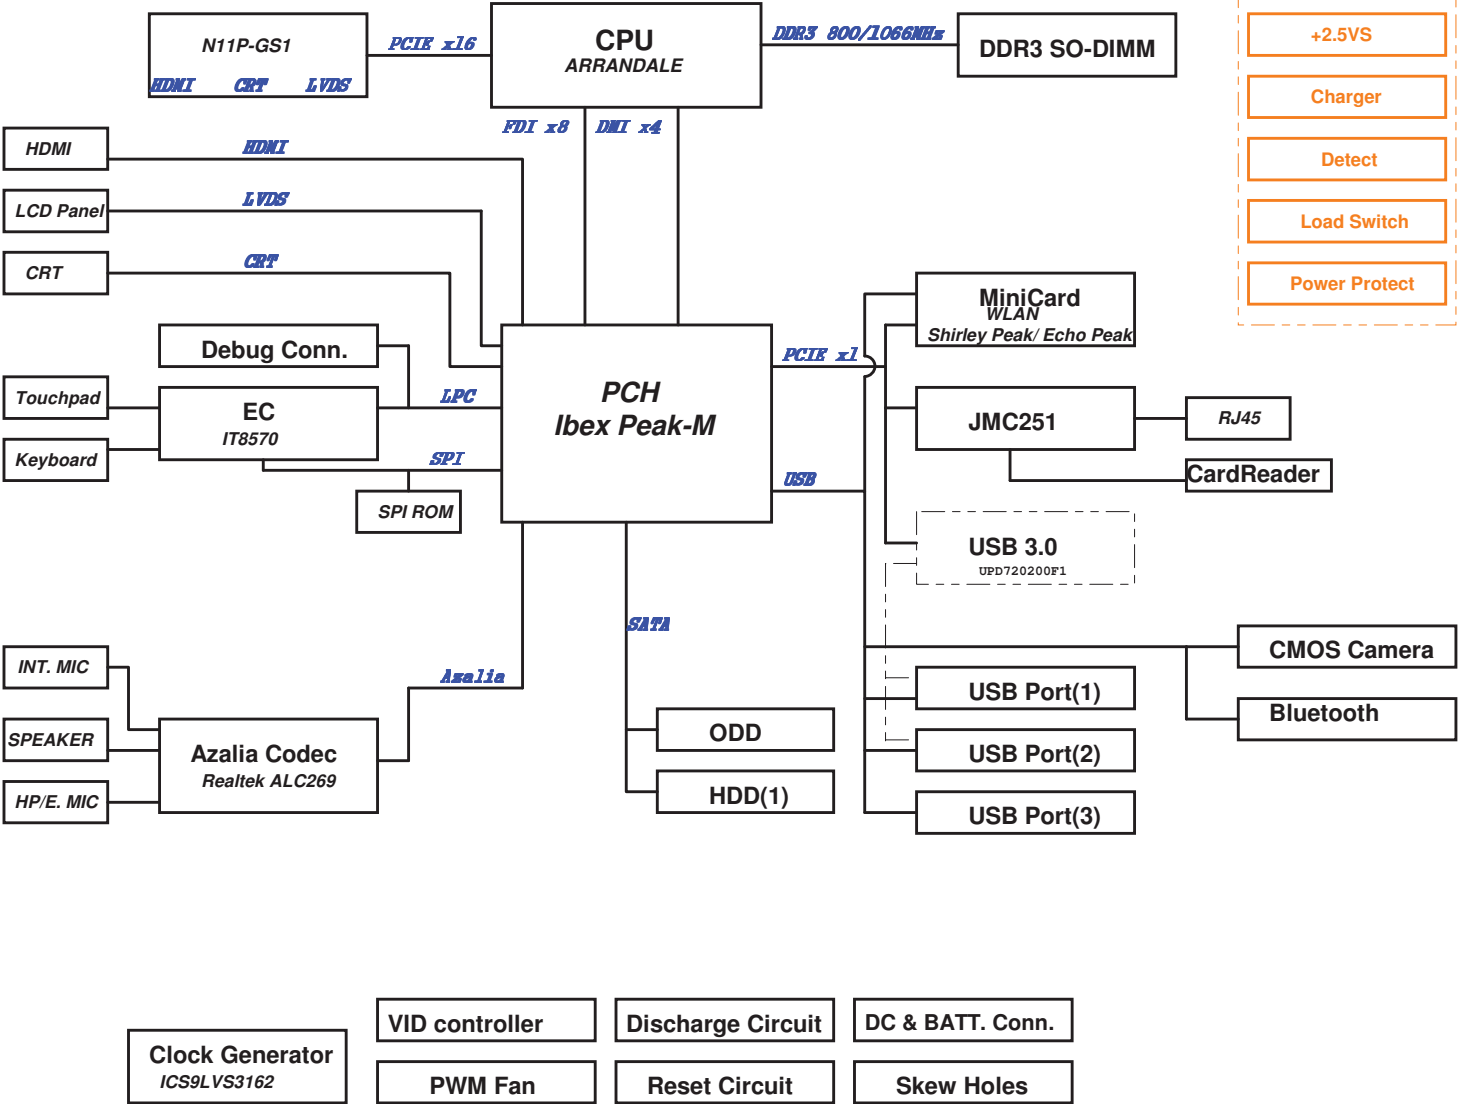 N11P-GS1
HDMI CRT LVDS
PCIE x16
CPU
ARRANDALE
DDR3 800/1066MHz
DDR3 SO-DIMM
+2.5VS
Charger
Detect
Load Switch
Power Protect
FDI x8
DMI x4
HDMI
HDMI
LCD Panel
LVDS
CRT
CRT
Debug Conn.
Touchpad
EC
IT8570
LPC
Keyboard
SPI
SPI ROM
PCH
Ibex Peak-M
PCIE x1
MiniCard
WLAN
Shirley Peak/ Echo Peak
JMC251
RJ45
CardReader
USB
USB 3.0
UPD720200F1
SATA
CMOS Camera
Bluetooth
USB Port(1)
USB Port(2)
USB Port(3)
INT. MIC
Azalia
SPEAKER
Azalia Codec
Realtek ALC269
HP/E. MIC
ODD
HDD(1)
Clock Generator
ICS9LVS3162
VID controller
Discharge Circuit
DC & BATT. Conn.
PWM Fan
Reset Circuit
Skew Holes